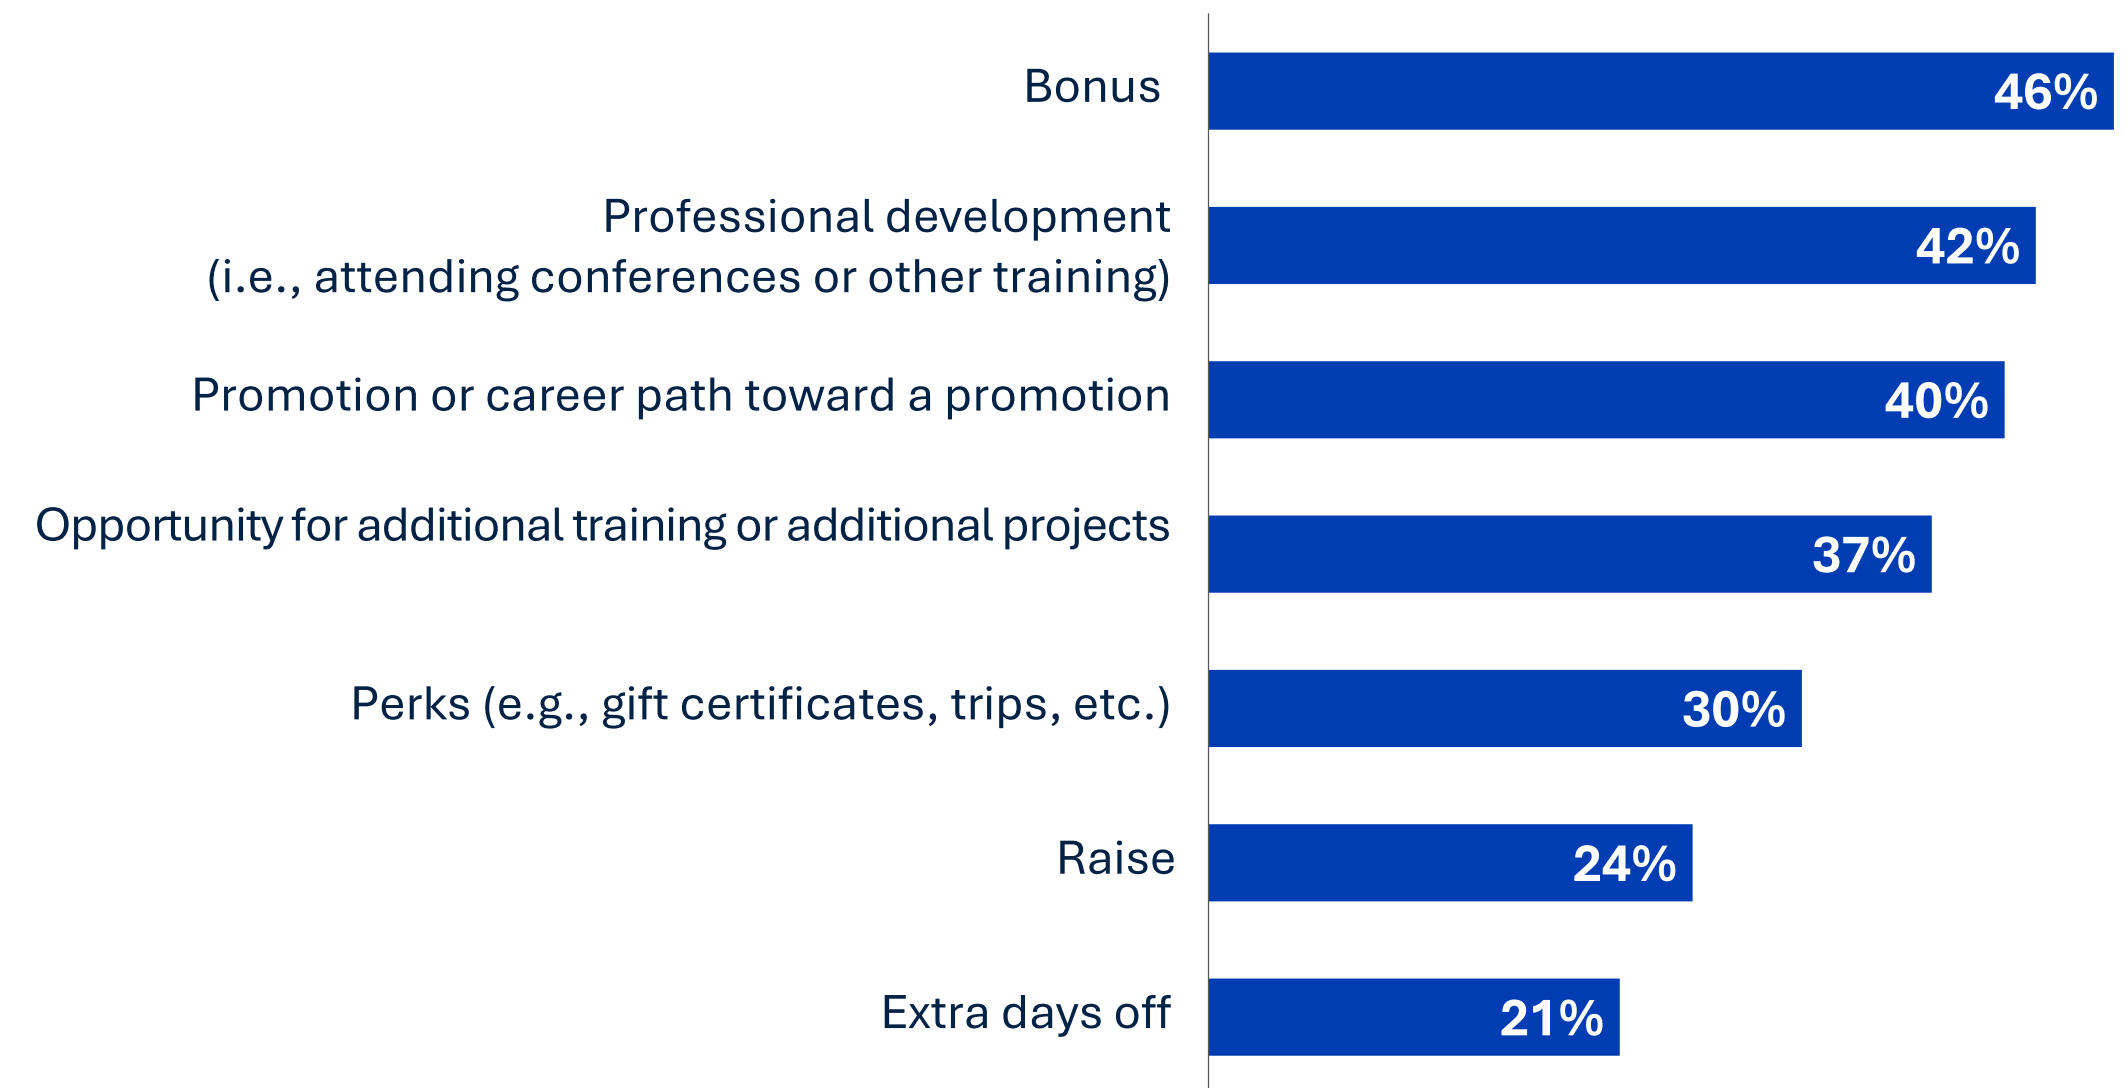 Bonus
46%
Professional development
(i.e., attending conferences or other training)
42%
Promotion or career path toward a promotion
40%
Opportunity for additional training or additional projects
37%
Perks (e.g., gift certificates, trips, etc.)
30%
Raise
24%
Extra days off
21%